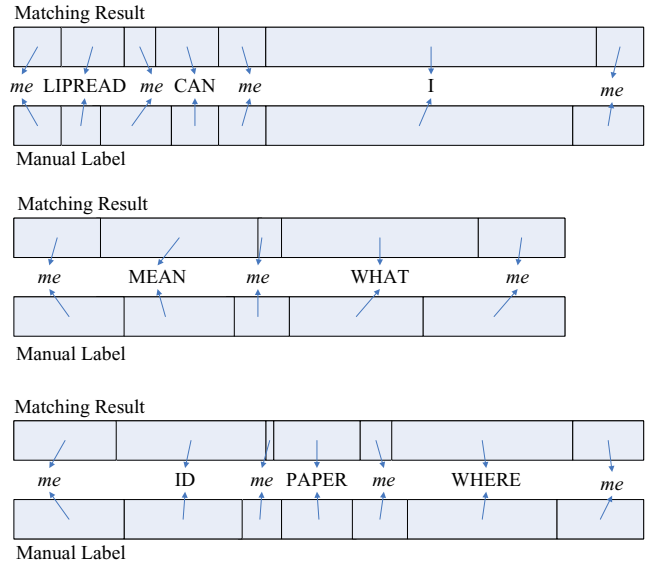 Matching Result
me LIPREAD me CAN me I me
Manual Label
Matching Result
me MEAN me WHAT me
Manual Label
Matching Result
me ID me PAPER me WHERE me
Manual Label